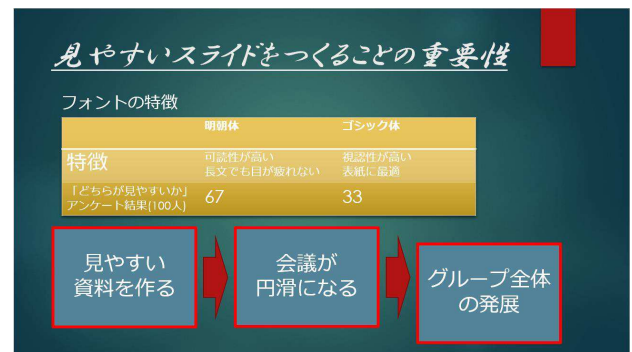 見やすいスライドをつくることの重要性
フォントの特徴
明朝体 ゴシック体
特徴 可読性が高い 視認性が高い
長文でも目が疲れない 表紙に最適
「どちらが見やすいか」
アンケート結果(100人) 67 33
見やすい
資料を作る
会議が
円滑になる
グループ全体
の発展